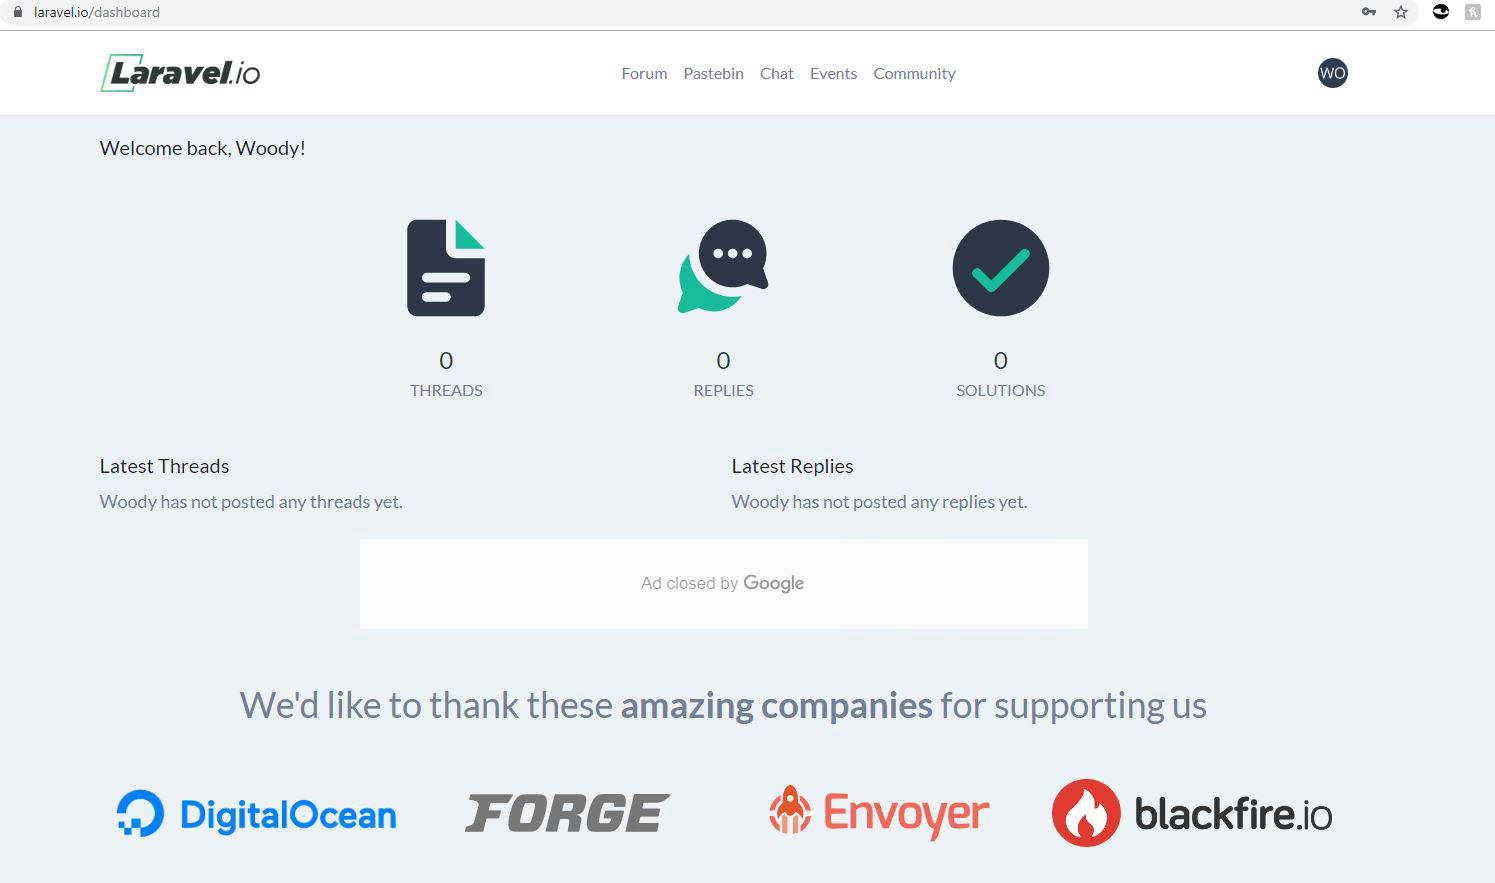 laravel.io/dashboard
Laravel.io
Forum Pastebin Chat Events Community
WO
Welcome back, Woody!
0 0 0
THREADS REPLIES SOLUTIONS
Latest Threads Latest Replies
Woody has not posted any threads yet. Woody has not posted any replies yet.
Ad closed by Google
We'd like to thank these amazing companies for supporting us
DigitalOcean FORGE Envoyer blackfire.io